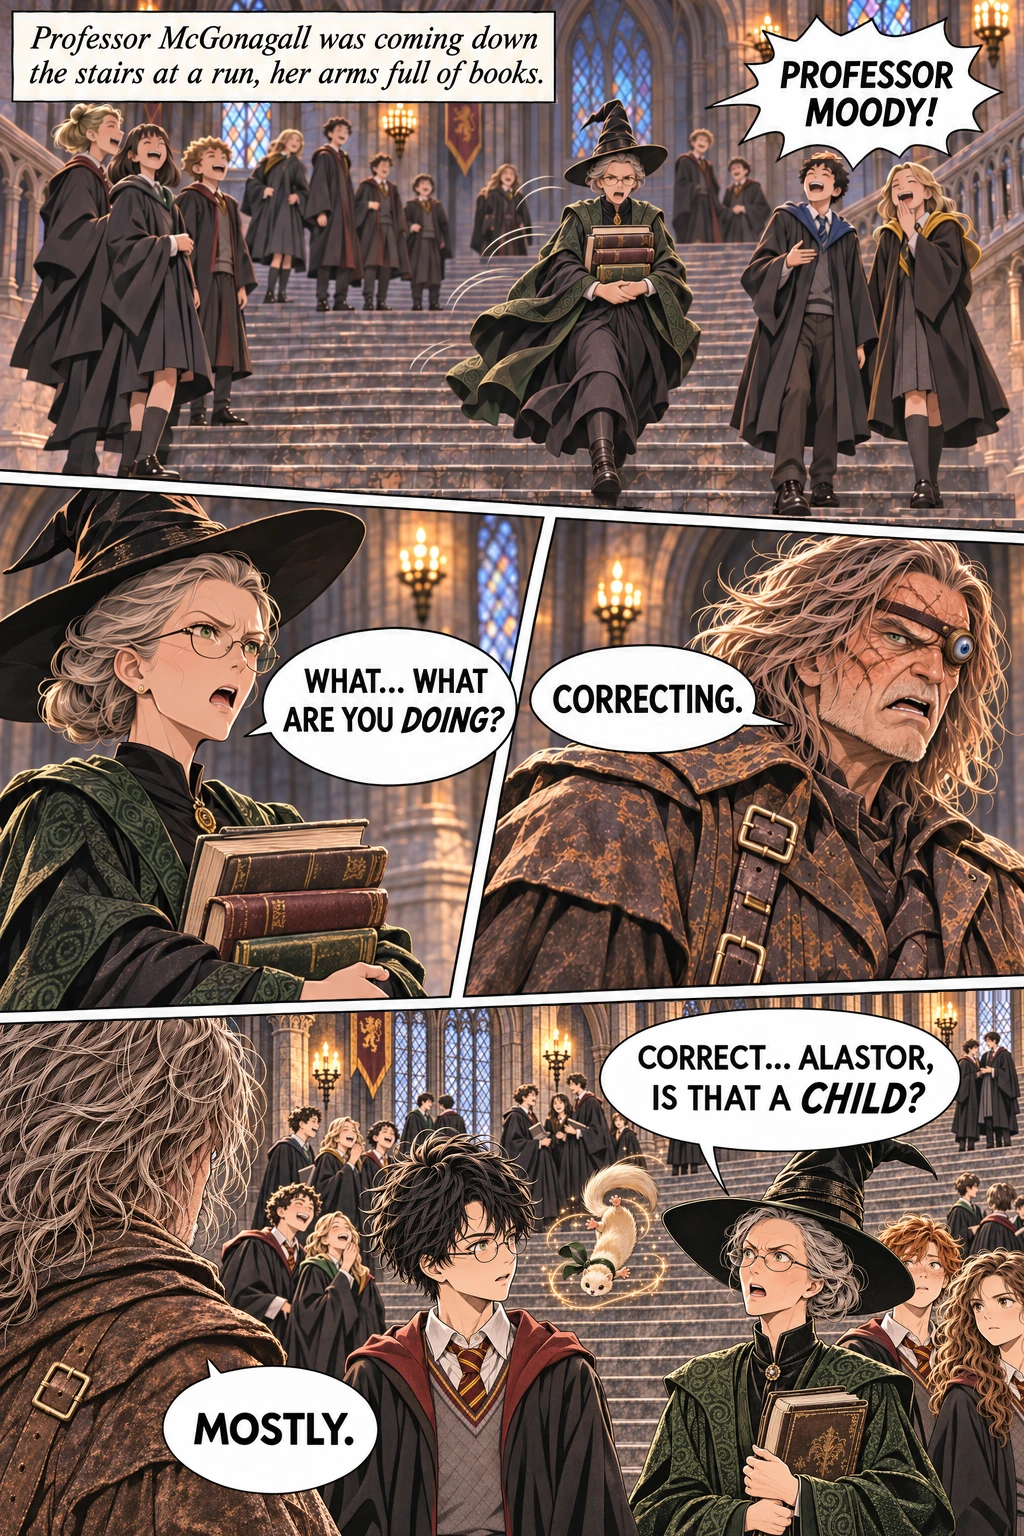 Professor McGonagall was coming down
the stairs at a run, her arms full of books.
PROFESSOR
MOODY!
WHAT... WHAT
ARE YOU DOING?
CORRECTING.
CORRECT... ALASTOR,
IS THAT A CHILD?
MOSTLY.